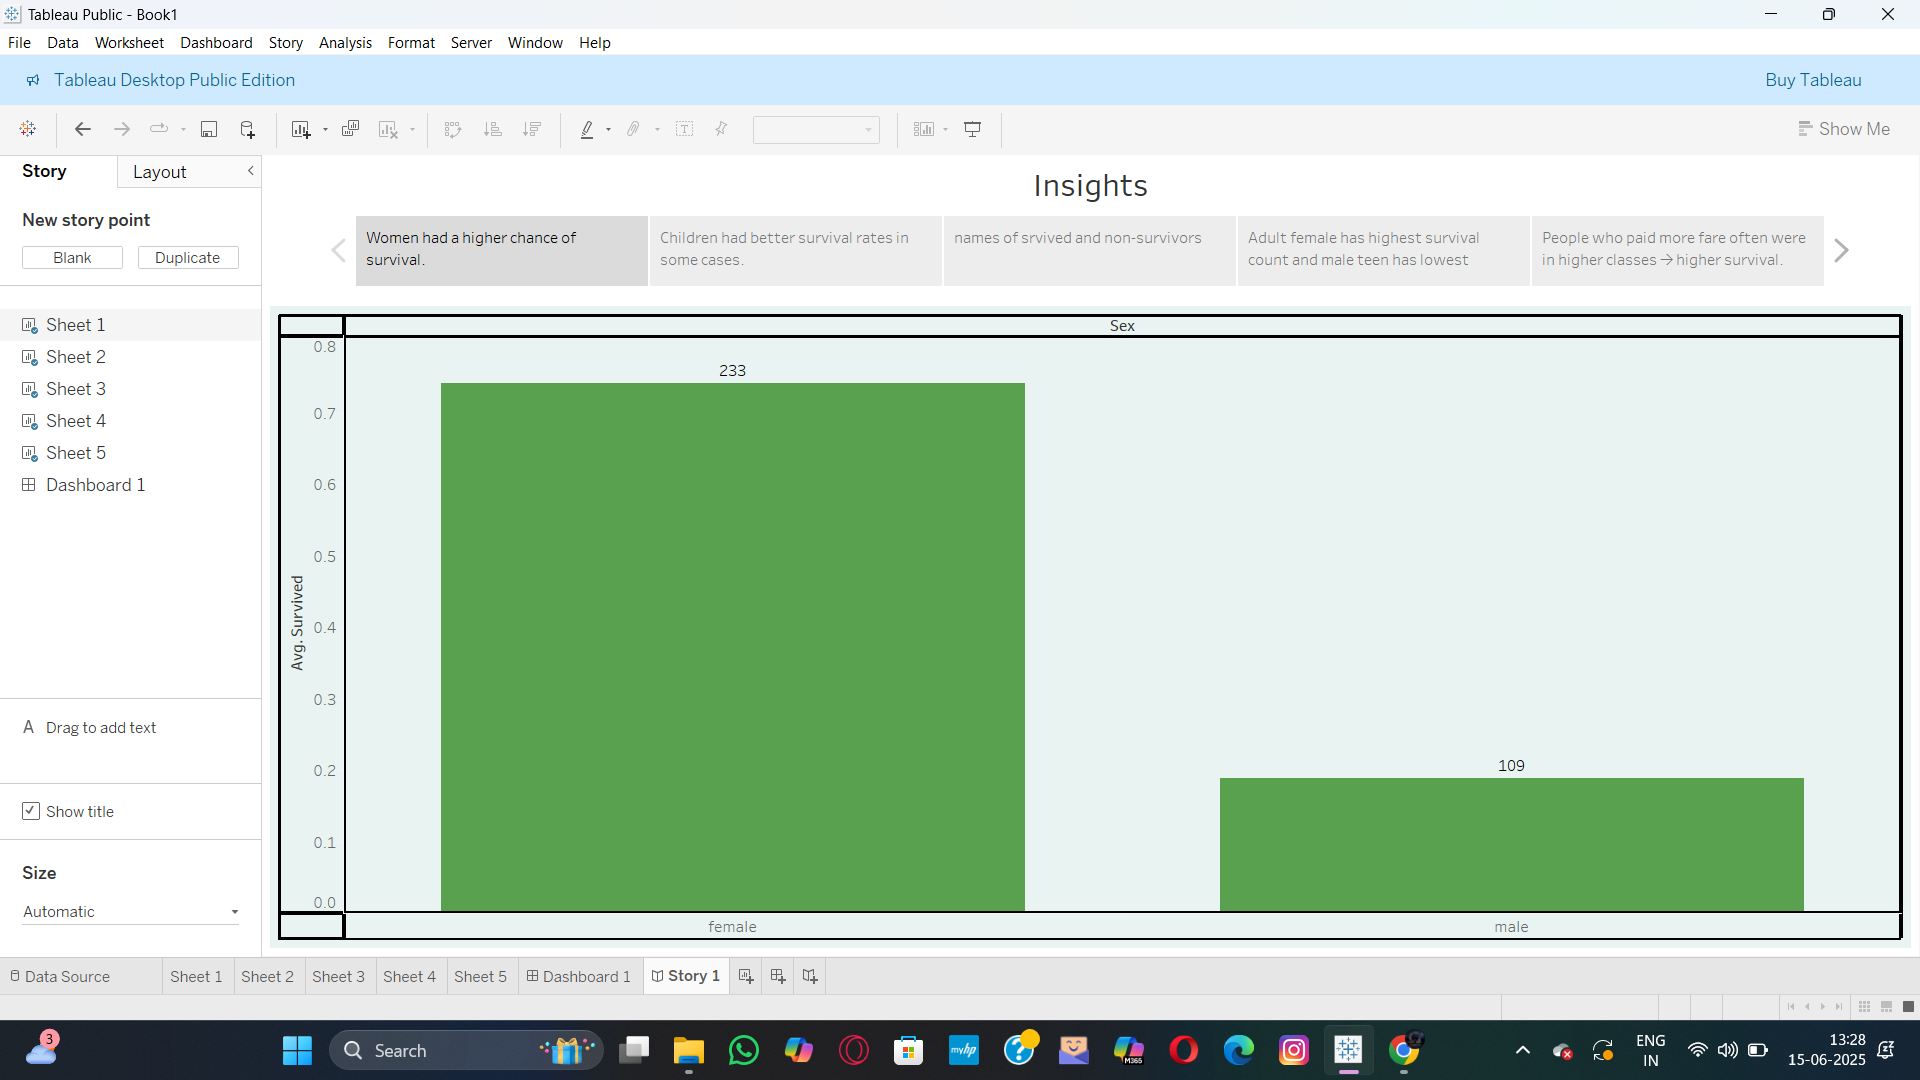 Tableau Public - Book1
File Data Worksheet Dashboard Story Analysis Format Server Window Help
Tableau Desktop Public Edition
Buy Tableau
Show Me
Story
Layout
New story point
Blank
Duplicate
Sheet 1
Sheet 2
Sheet 3
Sheet 4
Sheet 5
Dashboard 1
A Drag to add text
Show title
Size
Automatic
Insights
Women had a higher chance of
survival.
Children had better survival rates in
some cases.
names of srvived and non-survivors
Adult female has highest survival
count and male teen has lowest
People who paid more fare often were
in higher classes → higher survival.
Sex
Avg. Survived
0.8
0.7
0.6
0.5
0.4
0.3
0.2
0.1
0.0
233
109
female
male
Data Source Sheet 1 Sheet 2 Sheet 3 Sheet 4 Sheet 5 Dashboard 1 Story 1
3
Search
myhp
M365
ENG
IN
13:28
15-06-2025